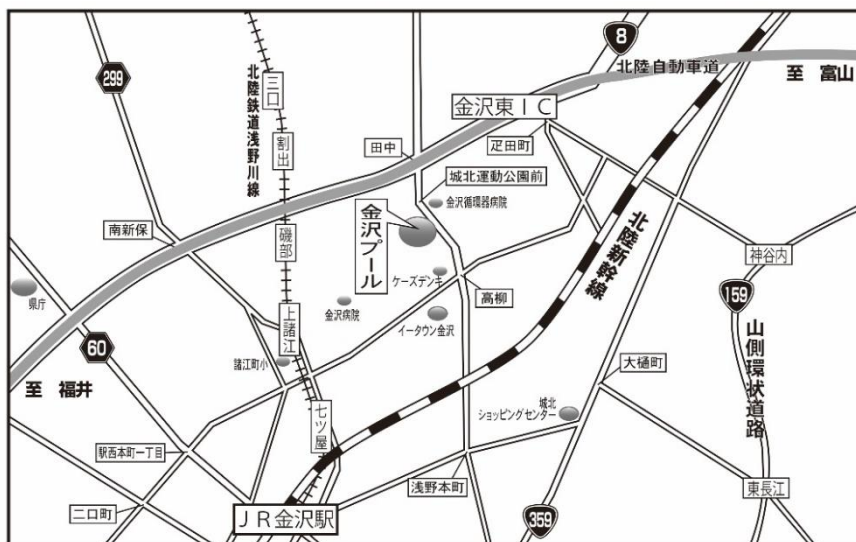 8
北陸自動車道
至 富山
299
三口
北陸鉄道浅野川線
金沢東IC
割出
田中
疋田町
城北運動公園前
金沢循環器病院
金沢プール
南新保
磯部
北陸新幹線
神谷内
ケーズデンキ
県庁
159
高柳
金沢病院
イータウン金沢
上諸江
60
諸江町小
大樋町
山側環状道路
至 福井
七ツ屋
城北
ショッピングセンター
駅西本町一丁目
浅野本町
東長江
二口町
JR金沢駅
359